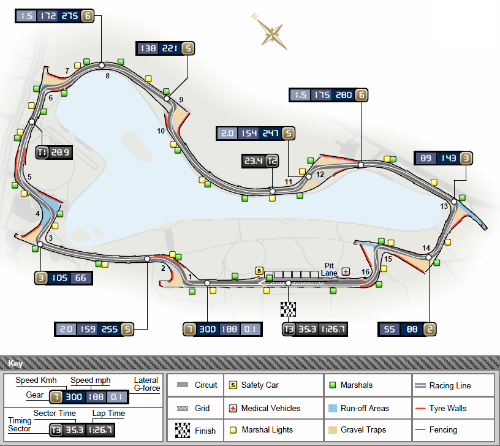 N
1.5 172 275 6
138 221 5
1.5 175 280 6
2.0 154 247 5
23.4 T2
89 143 3
T1 28.9
7
8
6
9
10
11
12
5
4
13
3
14
2
1
15
16
Pit
Lane
S
3 105 66
2.0 159 255 5
7 300 188 0.1
T3 35.3 1:26.7
55 88 2
Key
Speed Kmh Speed mph Lateral
G-force
Gear 7 300 188 0.1
Sector Time Lap Time
Timing
Sector T3 35.3 1:26.7
Circuit
Grid
Finish
S Safety Car
Medical Vehicles
Marshal Lights
Marshals
Run-off Areas
Gravel Traps
Racing Line
Tyre Walls
Fencing